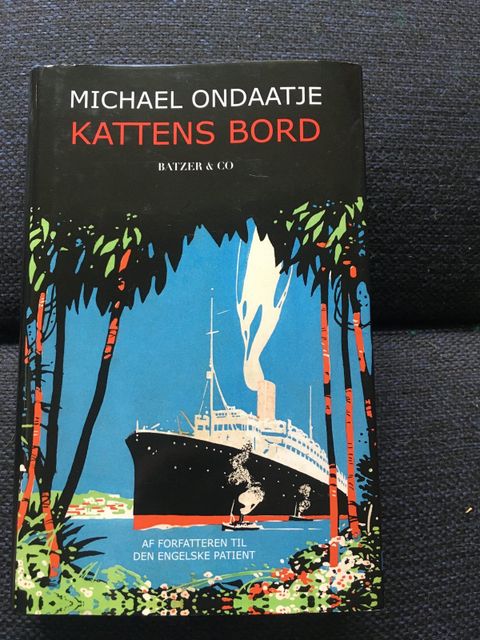 MICHAEL ONDAATJE
KATTENS BORD
BATZER & CO
AF FORFATTEREN TIL
DEN ENGELSKE PATIENT